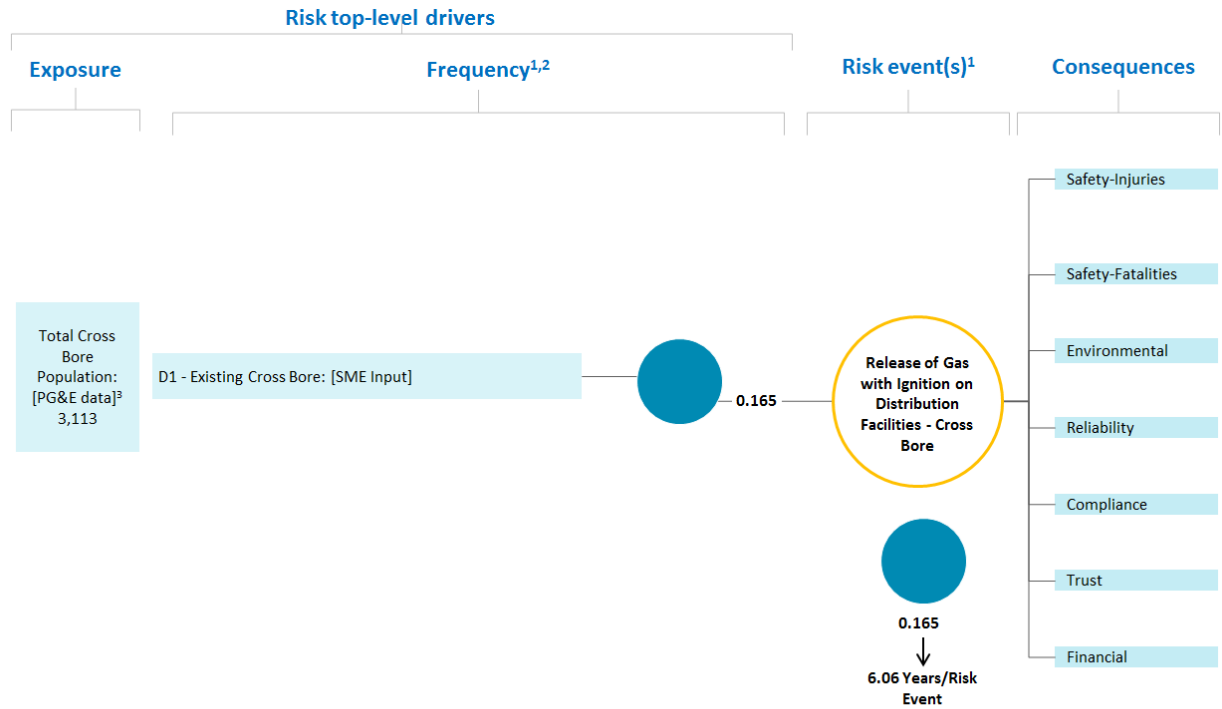 Risk top-level drivers
Exposure
Frequency1,2
Risk event(s)1
Consequences
Total Cross
Bore
Population:
[PG&E data]3
3,113
D1 - Existing Cross Bore: [SME Input]
0.165
Release of Gas
with Ignition on
Distribution
Facilities - Cross
Bore
0.165
6.06 Years/Risk
Event
Safety-Injuries
Safety-Fatalities
Environmental
Reliability
Compliance
Trust
Financial